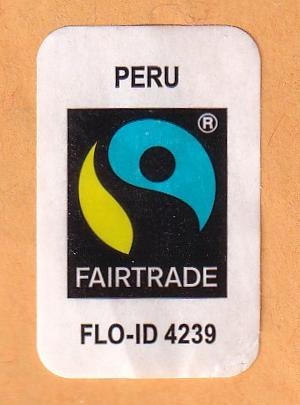 PERU
®
FAIRTRADE
FLO-ID 4239